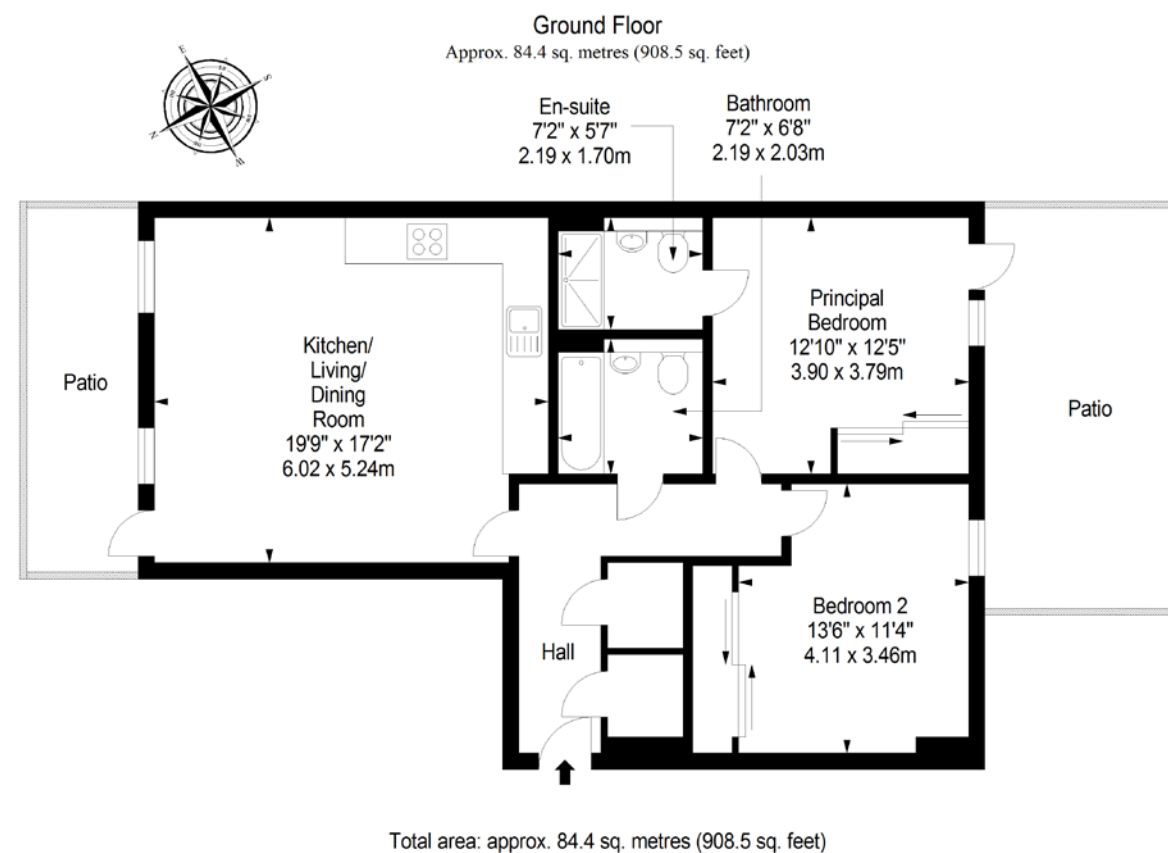 Ground Floor
Approx. 84.4 sq. metres (908.5 sq. feet)
E
S
N
W
En-suite
7'2" x 5'7"
2.19 x 1.70m
Bathroom
7'2" x 6'8"
2.19 x 2.03m
Patio
Kitchen/
Living/
Dining
Room
19'9" x 17'2"
6.02 x 5.24m
Principal
Bedroom
12'10" x 12'5"
3.90 x 3.79m
Patio
Hall
Bedroom 2
13'6" x 11'4"
4.11 x 3.46m
Total area: approx. 84.4 sq. metres (908.5 sq. feet)